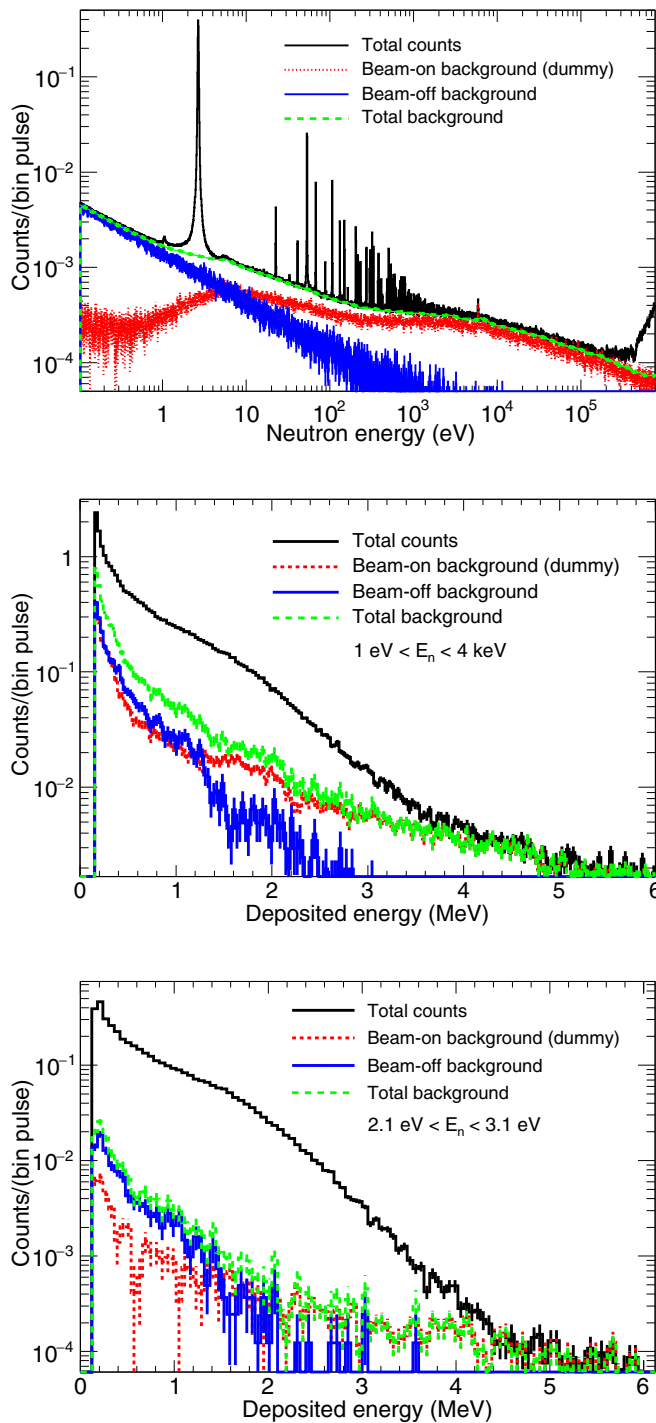 Counts/(bin pulse)
10⁻¹
10⁻²
10⁻³
10⁻⁴
Total counts
Beam-on background (dummy)
Beam-off background
Total background
1 10 10² 10³ 10⁴ 10⁵
Neutron energy (eV)
Counts/(bin pulse)
1
10⁻¹
10⁻²
Total counts
Beam-on background (dummy)
Beam-off background
Total background
1 eV < Eₙ < 4 keV
0 1 2 3 4 5 6
Deposited energy (MeV)
Counts/(bin pulse)
10⁻¹
10⁻²
10⁻³
10⁻⁴
Total counts
Beam-on background (dummy)
Beam-off background
Total background
2.1 eV < Eₙ < 3.1 eV
0 1 2 3 4 5 6
Deposited energy (MeV)